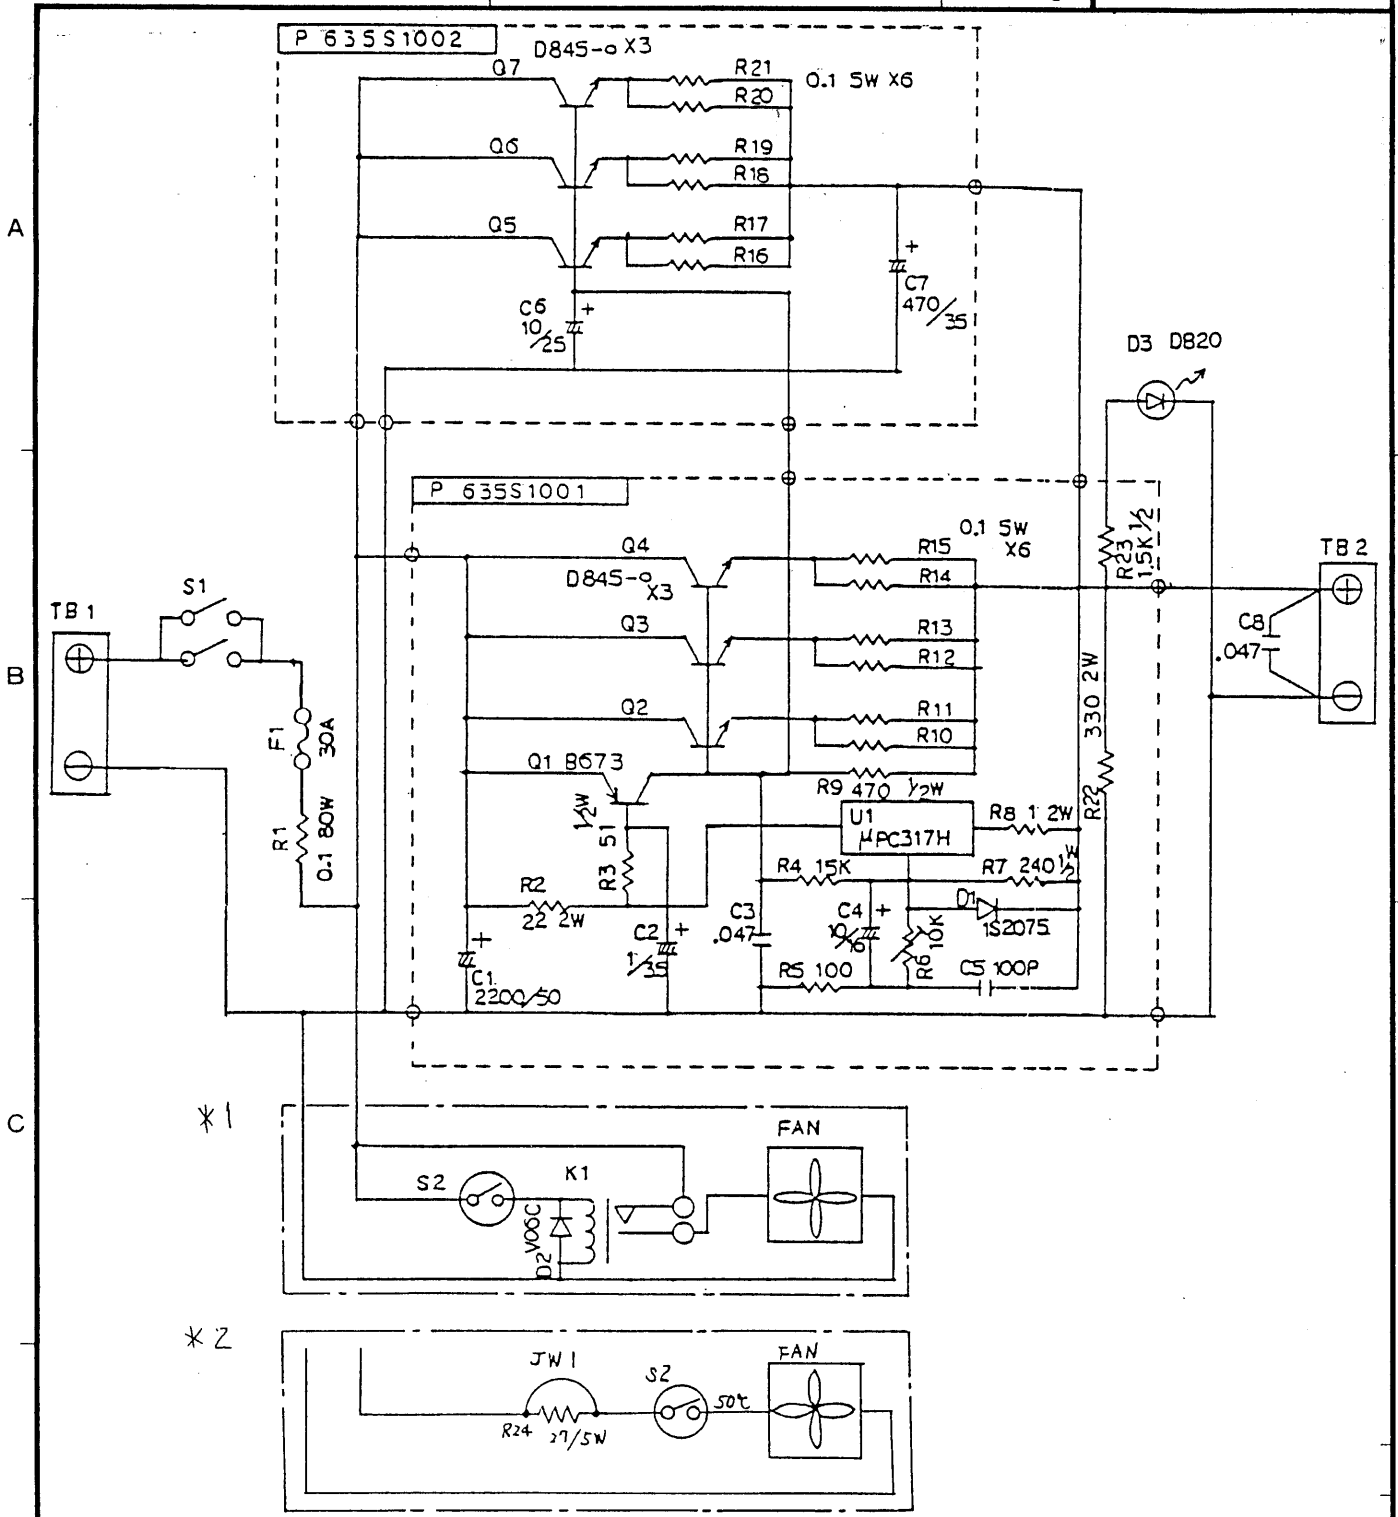 P 635S1002
D845-o X3
Q7
R21
R20
0.1 5W X6
Q6
R19
R18
A
Q5
R17
R16
+
C6
10/25
+
C7
470/35
D3 D820
P 635S1001
Q4
D845-o
X3
R15
R14
0.1 5W
X6
R23
1.5K 1/2
TB2
S1
TB1
Q3
R13
R12
C8
.047
B
Q2
R11
R10
330 2W
R22
F1
30A
Q1 B673
R9 470 1/2W
1/2W
51
R3
U1
μPC317H
R8 1 2W
R1
0.1 80W
R4 15K
R7 240 1/2W
R2
22 2W
C3
.047
C4
+
10/16
D1
1S2075
C2
+
1/35
R6 10K
+
C1
2200/50
R5 100
C5 100P
C
*1
FAN
S2
K1
V06C
D2
*2
JW1
S2
FAN
50℃
R24
27/5W